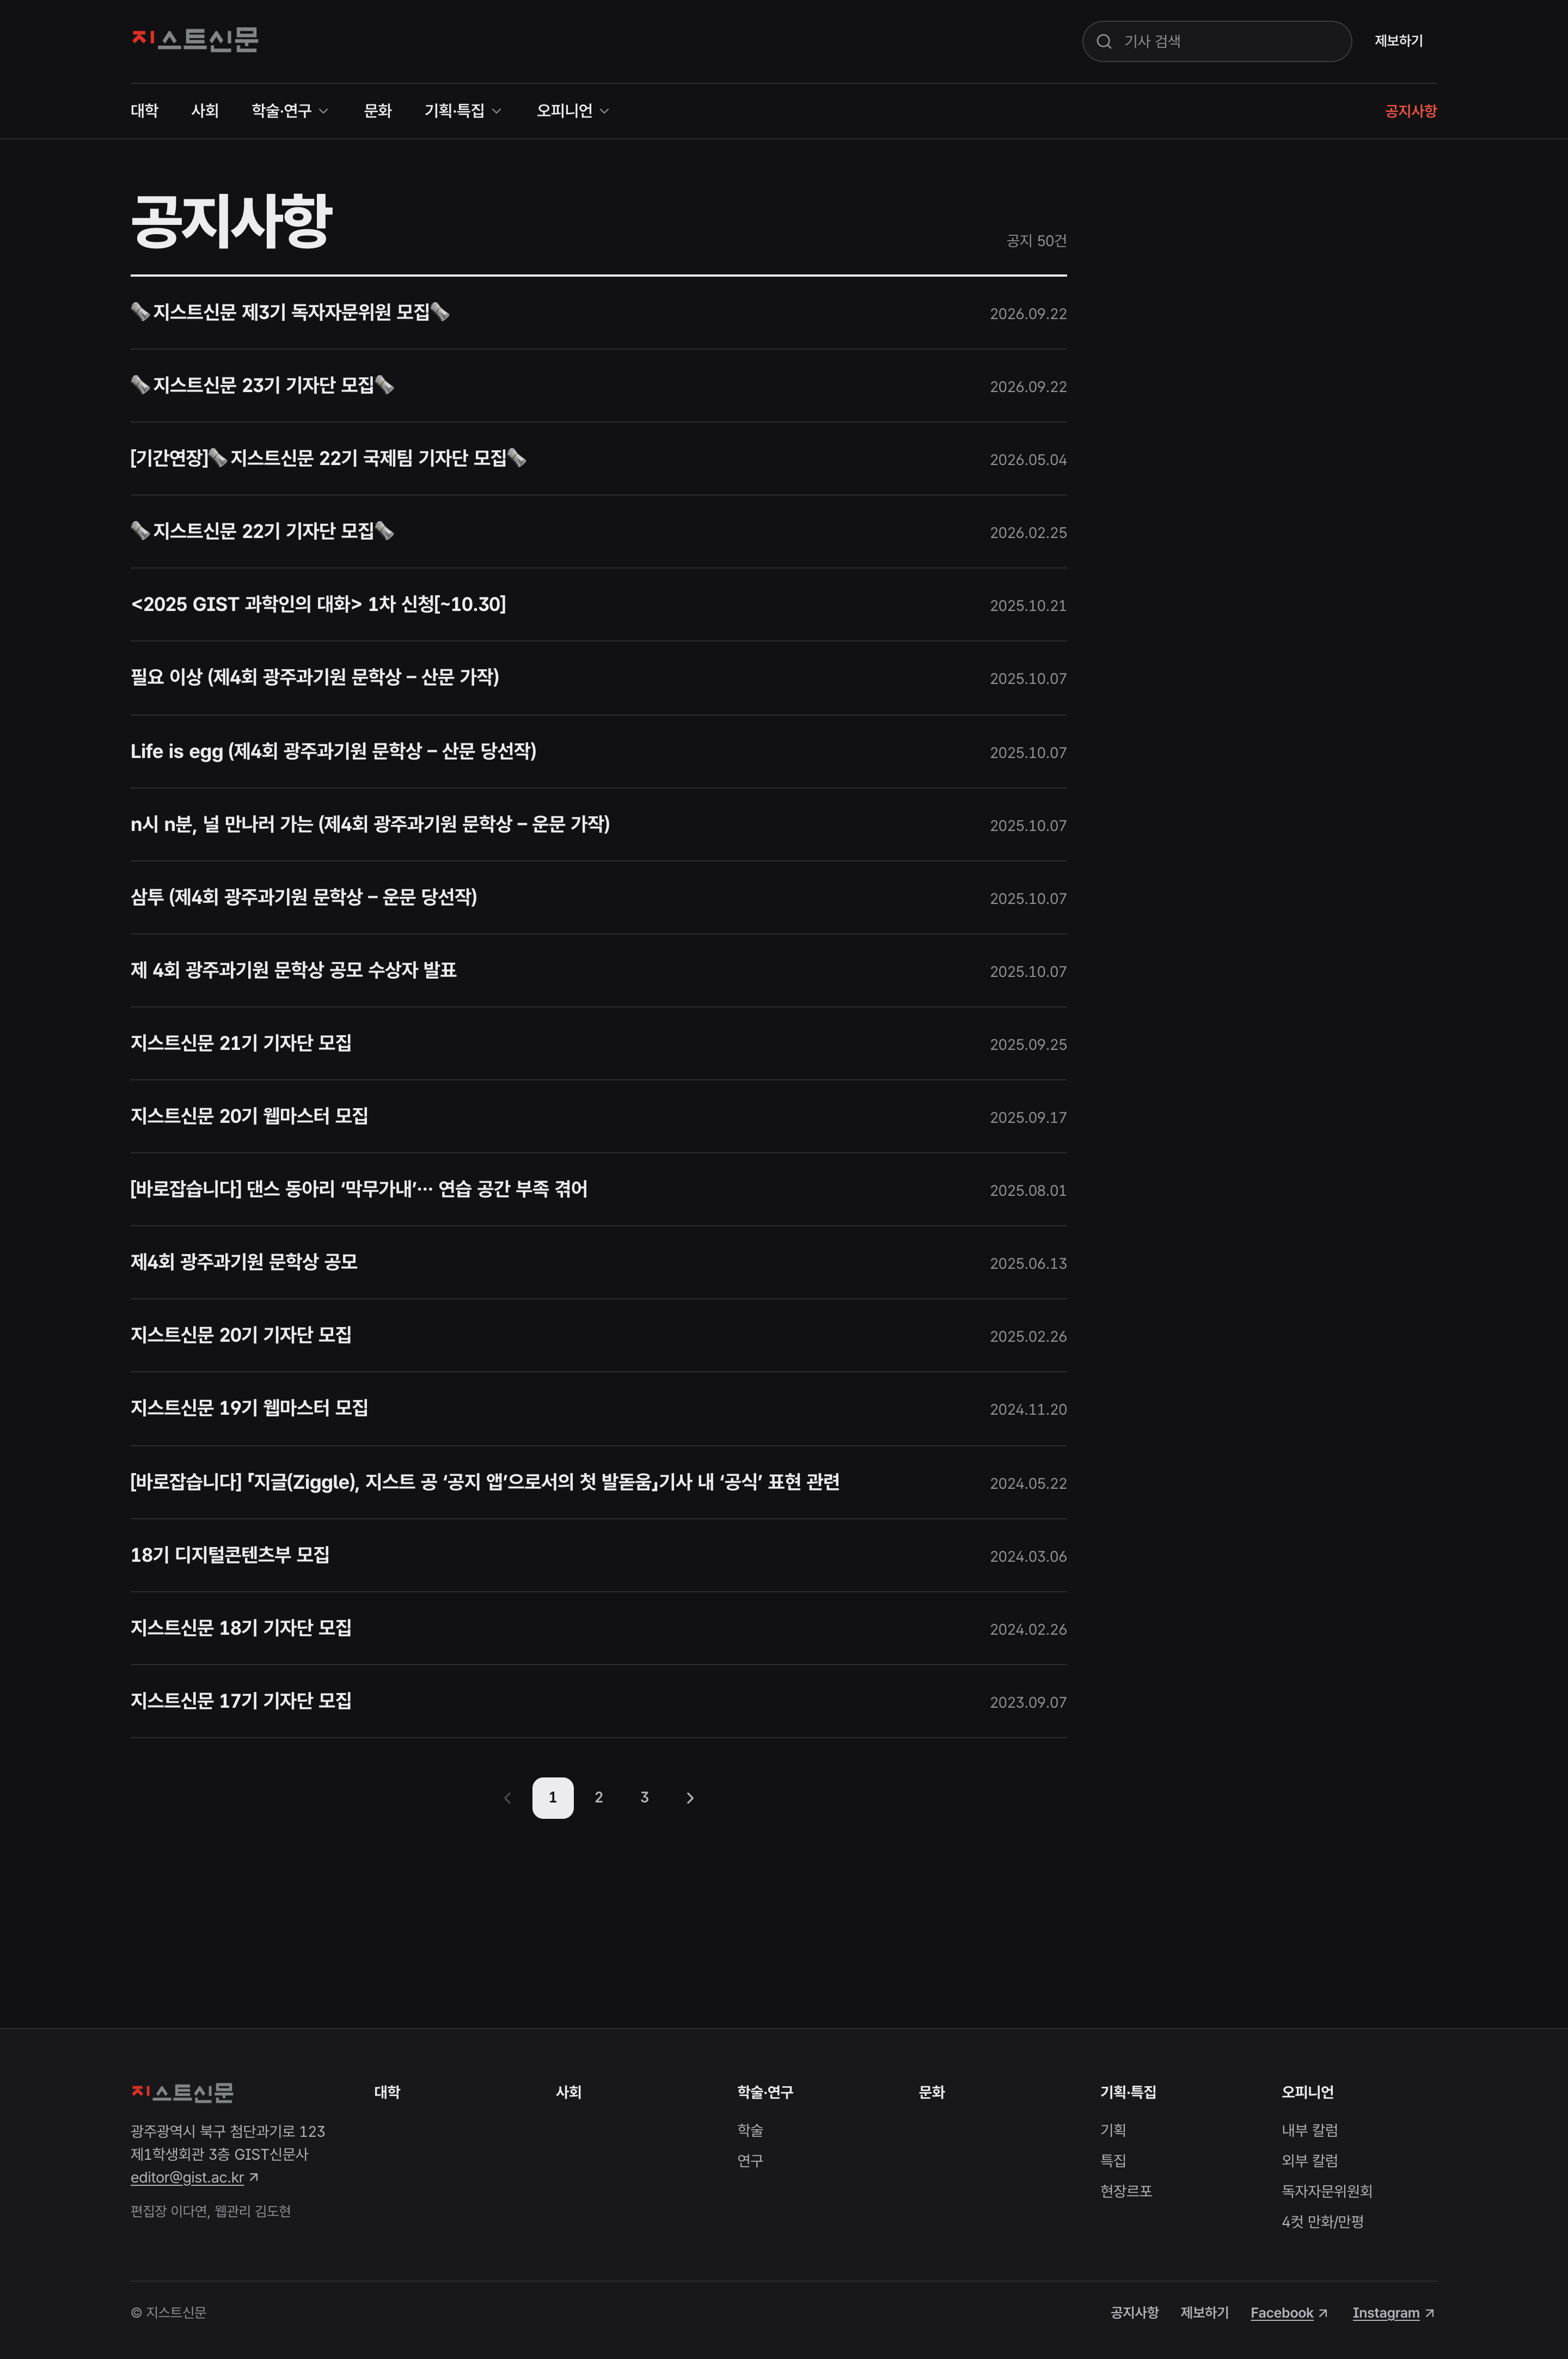 지스트신문
기사 검색
제보하기
대학
사회
학술·연구
문화
기획·특집
오피니언
공지사항
공지사항
공지 50건
🗞️지스트신문 제3기 독자자문위원 모집🗞️
2026.09.22
🗞️지스트신문 23기 기자단 모집🗞️
2026.09.22
[기간연장]🗞️지스트신문 22기 국제팀 기자단 모집🗞️
2026.05.04
🗞️지스트신문 22기 기자단 모집🗞️
2026.02.25
<2025 GIST 과학인의 대화> 1차 신청[~10.30]
2025.10.21
필요 이상 (제4회 광주과기원 문학상 – 산문 가작)
2025.10.07
Life is egg (제4회 광주과기원 문학상 – 산문 당선작)
2025.10.07
n시 n분, 널 만나러 가는 (제4회 광주과기원 문학상 – 운문 가작)
2025.10.07
삼투 (제4회 광주과기원 문학상 – 운문 당선작)
2025.10.07
제 4회 광주과기원 문학상 공모 수상자 발표
2025.10.07
지스트신문 21기 기자단 모집
2025.09.25
지스트신문 20기 웹마스터 모집
2025.09.17
[바로잡습니다] 댄스 동아리 ‘막무가내’… 연습 공간 부족 겪어
2025.08.01
제4회 광주과기원 문학상 공모
2025.06.13
지스트신문 20기 기자단 모집
2025.02.26
지스트신문 19기 웹마스터 모집
2024.11.20
[바로잡습니다] 「지글(Ziggle), 지스트 공 ‘공지 앱’으로서의 첫 발돋움」기사 내 ‘공식’ 표현 관련
2024.05.22
18기 디지털콘텐츠부 모집
2024.03.06
지스트신문 18기 기자단 모집
2024.02.26
지스트신문 17기 기자단 모집
2023.09.07
1
2
3
지스트신문
광주광역시 북구 첨단과기로 123
제1학생회관 3층 GIST신문사
editor@gist.ac.kr
편집장 이다연, 웹관리 김도현
대학
사회
학술·연구
학술
연구
문화
기획·특집
기획
특집
현장르포
오피니언
내부 칼럼
외부 칼럼
독자자문위원회
4컷 만화/만평
© 지스트신문
공지사항
제보하기
Facebook
Instagram